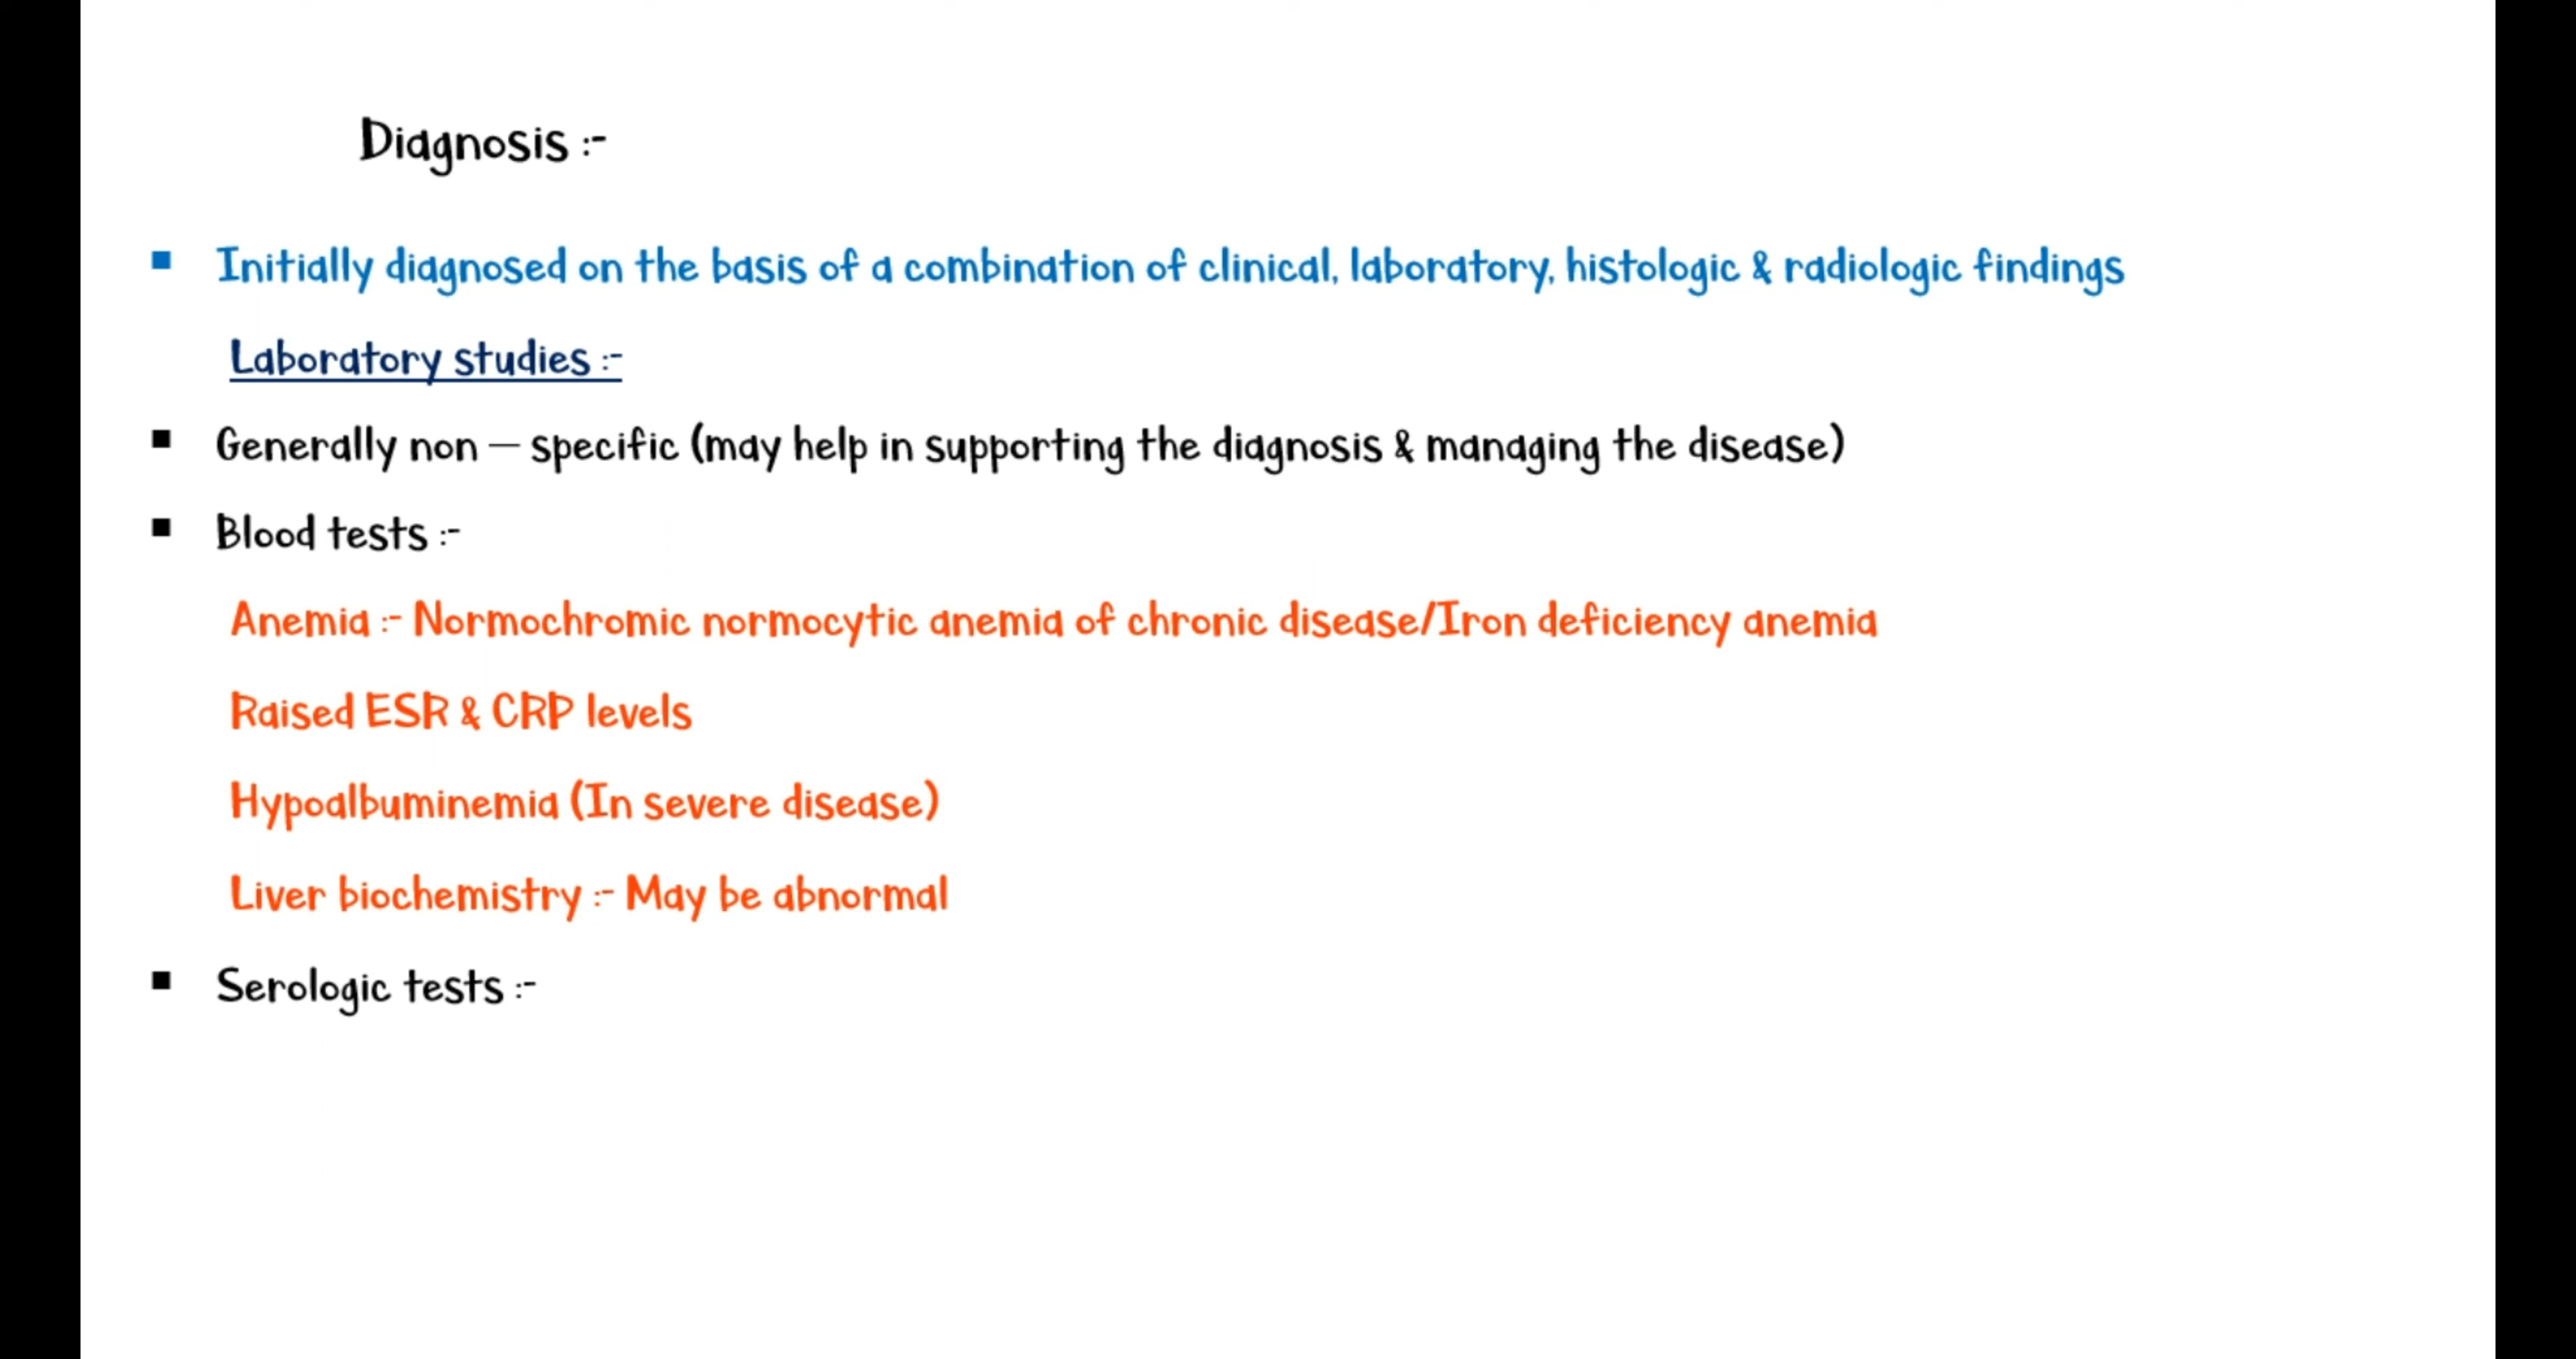 Diagnosis :-
▪ Initially diagnosed on the basis of a combination of clinical, laboratory, histologic & radiologic findings
Laboratory studies :-
▪ Generally non – specific (may help in supporting the diagnosis & managing the disease)
▪ Blood tests :-
Anemia :- Normochromic normocytic anemia of chronic disease/Iron deficiency anemia
Raised ESR & CRP levels
Hypoalbuminemia (In severe disease)
Liver biochemistry :- May be abnormal
▪ Serologic tests :-